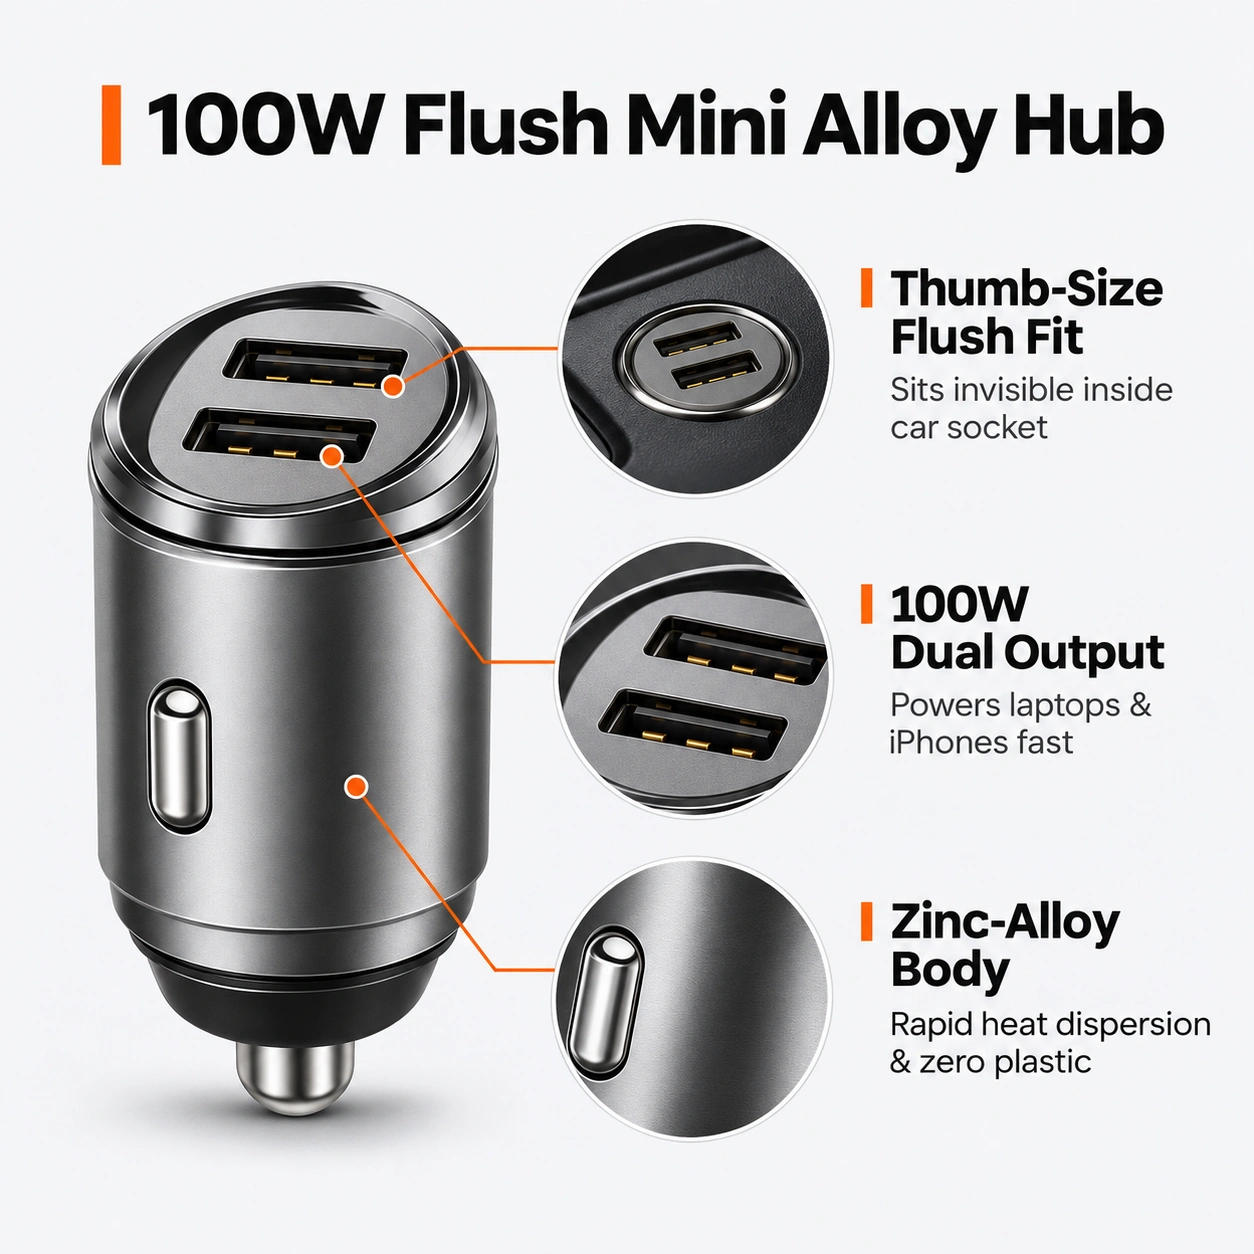 100W Flush Mini Alloy Hub
Thumb-Size
Flush Fit
Sits invisible inside
car socket
100W
Dual Output
Powers laptops &
iPhones fast
Zinc-Alloy
Body
Rapid heat dispersion
& zero plastic